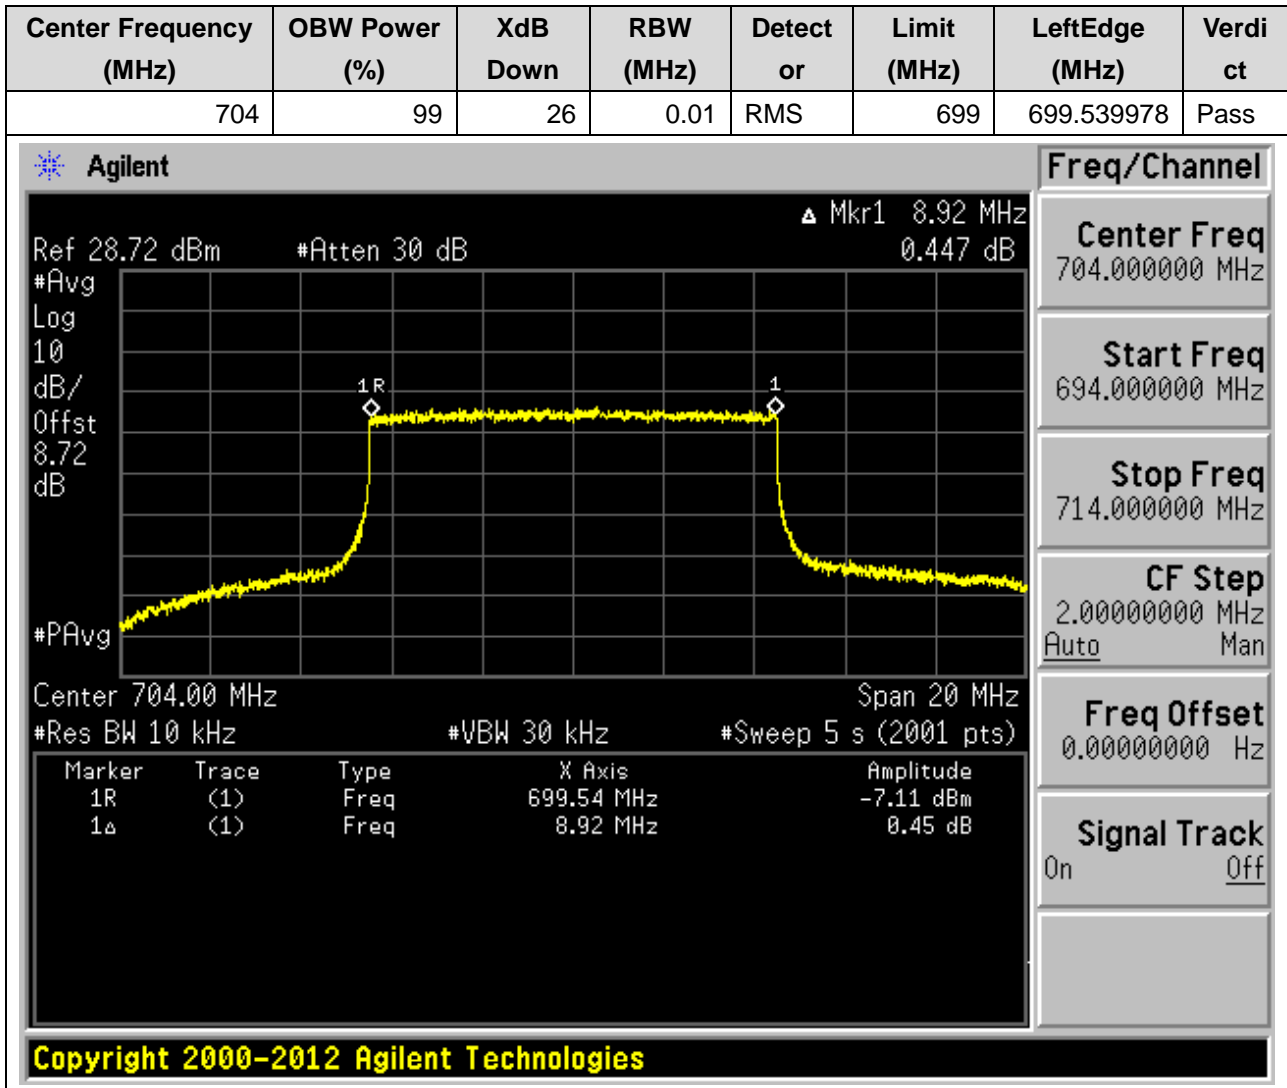 Center Frequency OBW Power XdB RBW Detect Limit LeftEdge Verdi
(MHz) (%) Down (MHz) or (MHz) (MHz) ct
704 99 26 0.01 RMS 699 699.539978 Pass
Agilent
Freq/Channel
Δ Mkr1 8.92 MHz
Ref 28.72 dBm #Atten 30 dB 0.447 dB
#Avg
Log
10
dB/
Offst
8.72
dB
1R
1
#PAvg
Center 704.00 MHz Span 20 MHz
#Res BW 10 kHz #VBW 30 kHz #Sweep 5 s (2001 pts)
Marker Trace Type X Axis Amplitude
1R (1) Freq 699.54 MHz -7.11 dBm
1Δ (1) Freq 8.92 MHz 0.45 dB
Center Freq
704.000000 MHz
Start Freq
694.000000 MHz
Stop Freq
714.000000 MHz
CF Step
2.00000000 MHz
Auto Man
Freq Offset
0.00000000 Hz
Signal Track
On Off
Copyright 2000-2012 Agilent Technologies